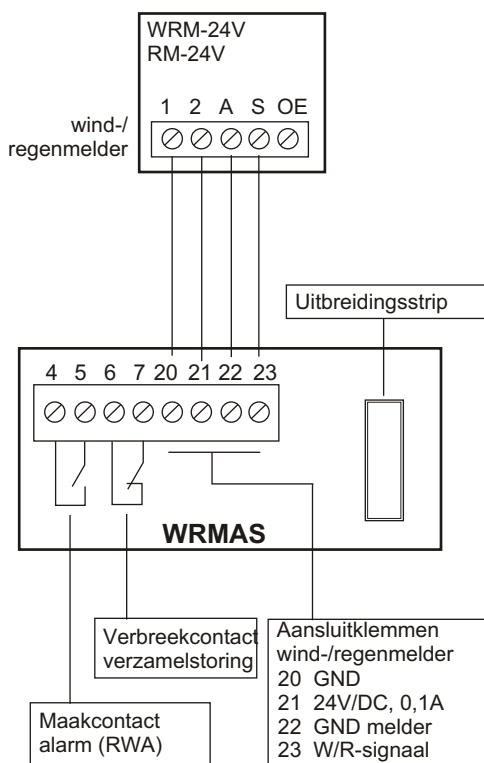 WRM-24V
RM-24V
1 2 A S OE
wind-/
regenmelder
Uitbreidingsstrip
4 5 6 7 20 21 22 23
WRMAS
Verbreekcontact
verzamelstoring
Maakcontact
alarm (RWA)
Aansluitklemmen
wind-/regenmelder
20 GND
21 24V/DC, 0,1A
22 GND melder
23 W/R-signaal